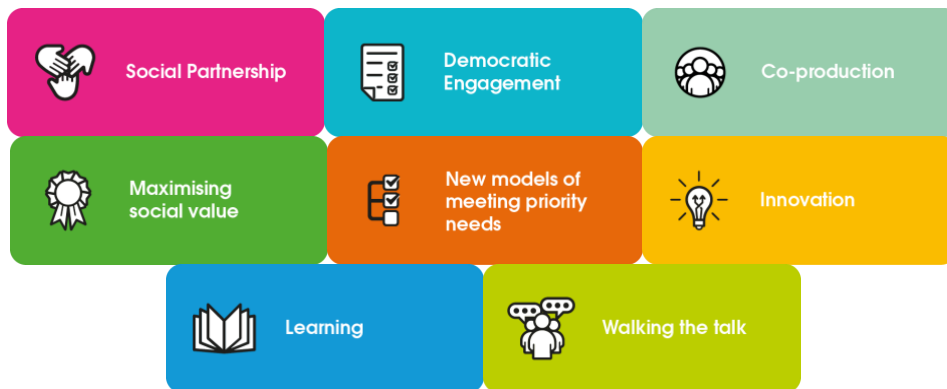 Social Partnership
Democratic
Engagement
Co-production
Maximising
social value
New models of
meeting priority
needs
Innovation
Learning
Walking the talk